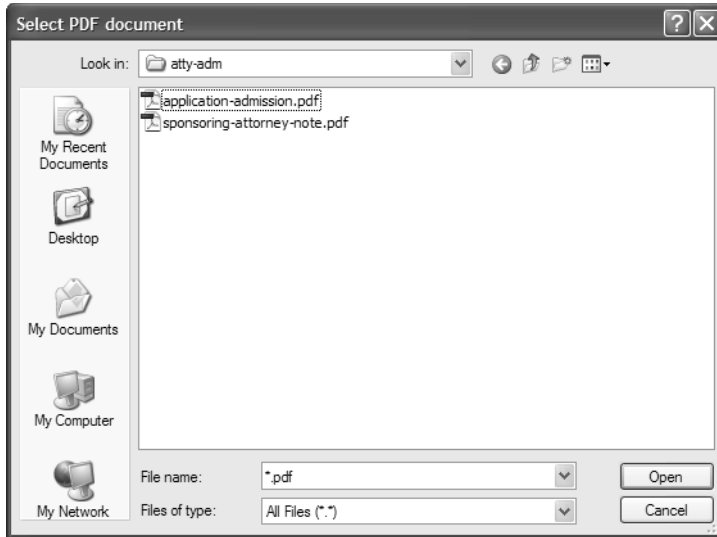 Select PDF document
Look in: atty-adm
application-admission.pdf
sponsoring-attorney-note.pdf
My Recent
Documents
Desktop
My Documents
My Computer
My Network
File name: *.pdf Open
Files of type: All Files (*.*) Cancel